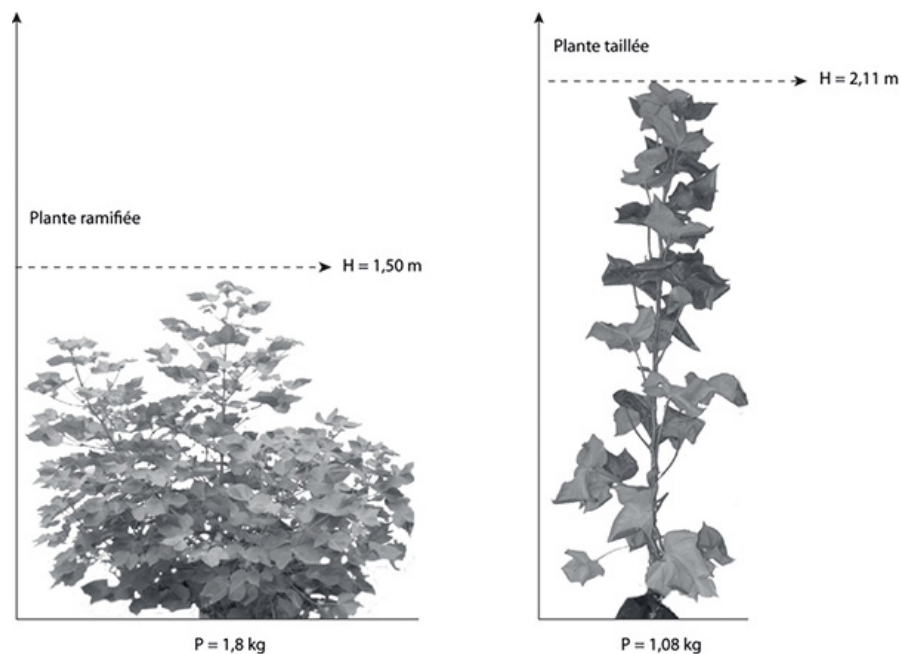 Plante ramifiée
H = 1,50 m
P = 1,8 kg
Plante taillée
H = 2,11 m
P = 1,08 kg